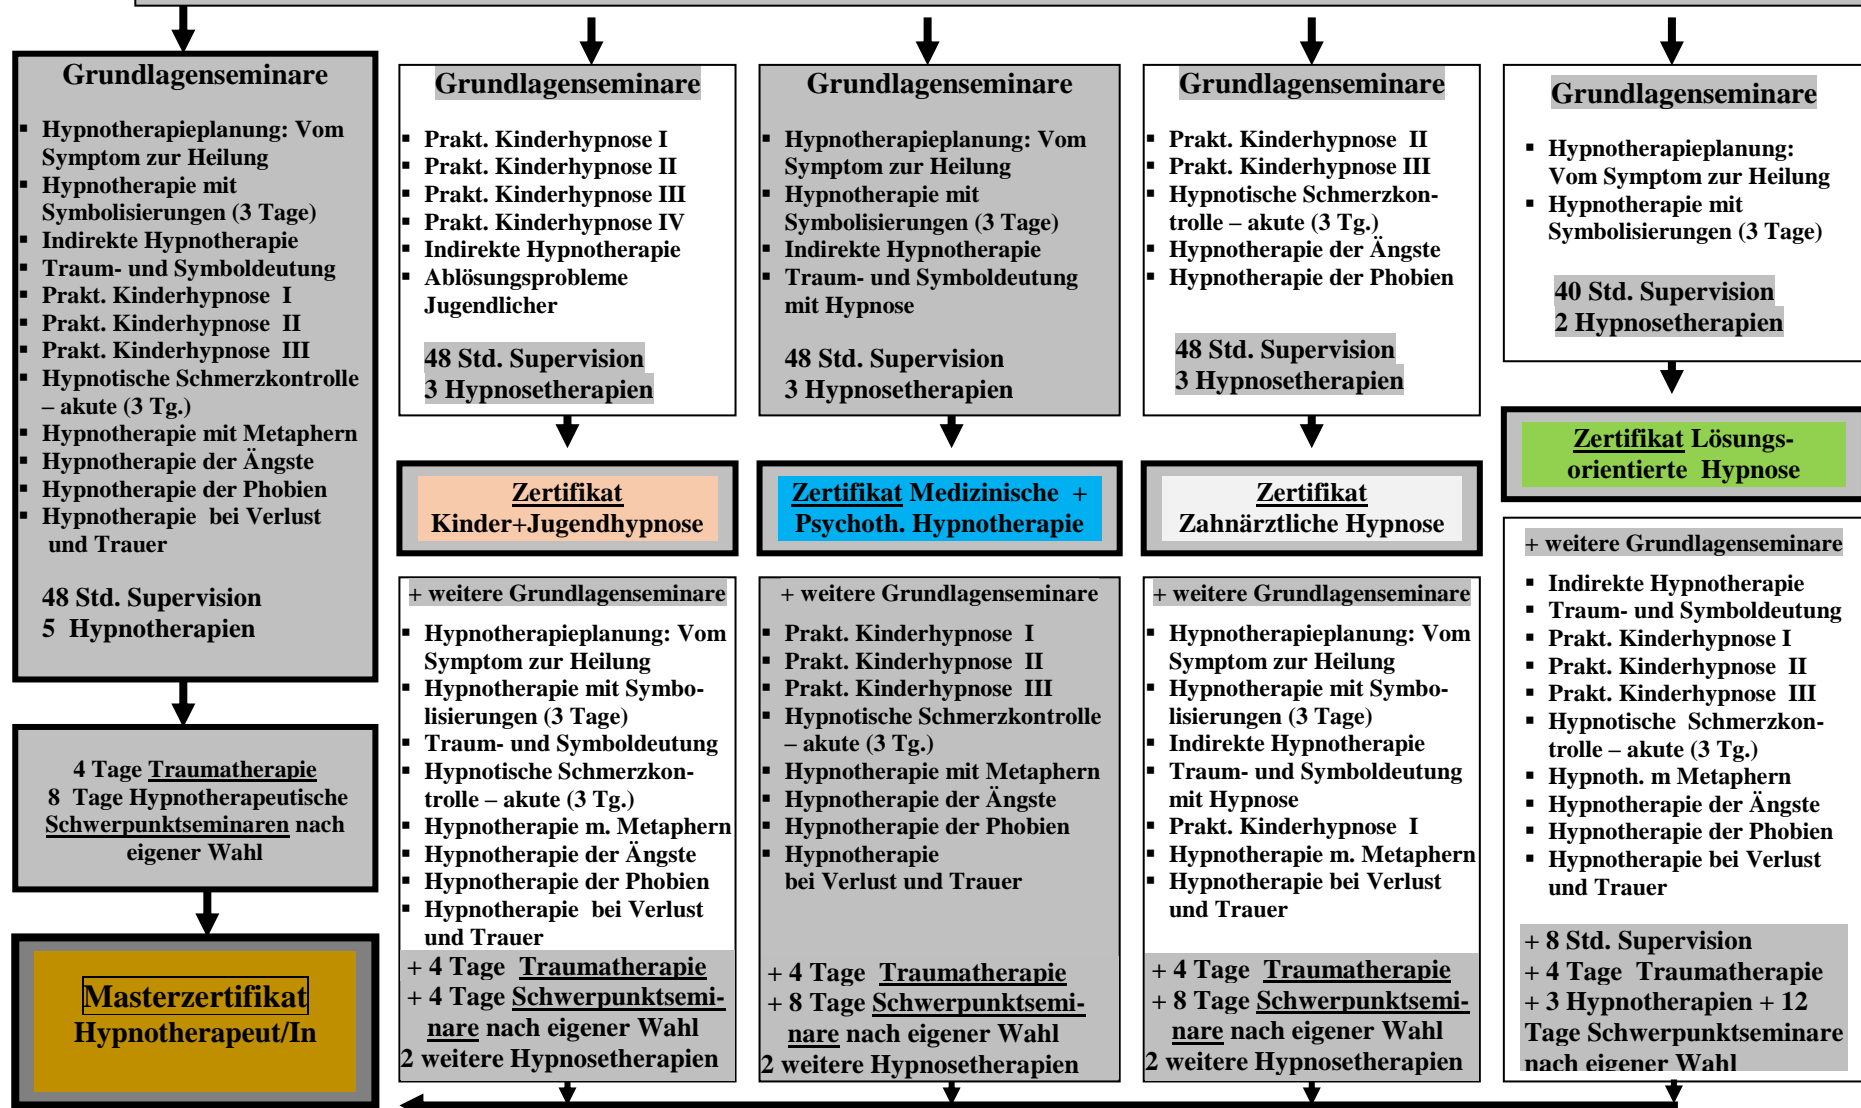 Grundlagenseminare
▪ Hypnotherapieplanung: Vom
Symptom zur Heilung
▪ Hypnotherapie mit
Symbolisierungen (3 Tage)
▪ Indirekte Hypnotherapie
▪ Traum- und Symboldeutung
▪ Prakt. Kinderhypnose I
▪ Prakt. Kinderhypnose II
▪ Prakt. Kinderhypnose III
▪ Hypnotische Schmerzkontrolle
– akute (3 Tg.)
▪ Hypnotherapie mit Metaphern
▪ Hypnotherapie der Ängste
▪ Hypnotherapie der Phobien
▪ Hypnotherapie bei Verlust
und Trauer
48 Std. Supervision
5 Hypnotherapien
4 Tage Traumatherapie
8 Tage Hypnotherapeutische
Schwerpunktseminaren nach
eigener Wahl
Masterzertifikat
Hypnotherapeut/In
Grundlagenseminare
▪ Prakt. Kinderhypnose I
▪ Prakt. Kinderhypnose II
▪ Prakt. Kinderhypnose III
▪ Prakt. Kinderhypnose IV
▪ Indirekte Hypnotherapie
▪ Ablösungsprobleme
Jugendlicher
48 Std. Supervision
3 Hypnosetherapien
Zertifikat
Kinder+Jugendhypnose
+ weitere Grundlagenseminare
▪ Hypnotherapieplanung: Vom
Symptom zur Heilung
▪ Hypnotherapie mit Symbo-
lisierungen (3 Tage)
▪ Traum- und Symboldeutung
▪ Hypnotische Schmerzkon-
trolle – akute (3 Tg.)
▪ Hypnotherapie m. Metaphern
▪ Hypnotherapie der Ängste
▪ Hypnotherapie der Phobien
▪ Hypnotherapie bei Verlust
und Trauer
+ 4 Tage Traumatherapie
+ 4 Tage Schwerpunktsemi-
nare nach eigener Wahl
2 weitere Hypnosetherapien
Grundlagenseminare
▪ Hypnotherapieplanung: Vom
Symptom zur Heilung
▪ Hypnotherapie mit
Symbolisierungen (3 Tage)
▪ Indirekte Hypnotherapie
▪ Traum- und Symboldeutung
mit Hypnose
48 Std. Supervision
3 Hypnosetherapien
Zertifikat Medizinische +
Psychoth. Hypnotherapie
+ weitere Grundlagenseminare
▪ Prakt. Kinderhypnose I
▪ Prakt. Kinderhypnose II
▪ Prakt. Kinderhypnose III
▪ Hypnotische Schmerzkontrolle
– akute (3 Tg.)
▪ Hypnotherapie mit Metaphern
▪ Hypnotherapie der Ängste
▪ Hypnotherapie der Phobien
▪ Hypnotherapie
bei Verlust und Trauer
+ 4 Tage Traumatherapie
+ 8 Tage Schwerpunktsemi-
nare nach eigener Wahl
2 weitere Hypnosetherapien
Grundlagenseminare
▪ Prakt. Kinderhypnose II
▪ Prakt. Kinderhypnose III
▪ Hypnotische Schmerzkon-
trolle – akute (3 Tg.)
▪ Hypnotherapie der Ängste
▪ Hypnotherapie der Phobien
48 Std. Supervision
3 Hypnosetherapien
Zertifikat
Zahnärztliche Hypnose
+ weitere Grundlagenseminare
▪ Hypnotherapieplanung: Vom
Symptom zur Heilung
▪ Hypnotherapie mit Symbo-
lisierungen (3 Tage)
▪ Indirekte Hypnotherapie
▪ Traum- und Symboldeutung
mit Hypnose
▪ Prakt. Kinderhypnose I
▪ Hypnotherapie m. Metaphern
▪ Hypnotherapie bei Verlust
und Trauer
+ 4 Tage Traumatherapie
+ 8 Tage Schwerpunktsemi-
nare nach eigener Wahl
2 weitere Hypnosetherapien
Grundlagenseminare
▪ Hypnotherapieplanung:
Vom Symptom zur Heilung
▪ Hypnotherapie mit
Symbolisierungen (3 Tage)
40 Std. Supervision
2 Hypnosetherapien
Zertifikat Lösungs-
orientierte Hypnose
+ weitere Grundlagenseminare
▪ Indirekte Hypnotherapie
▪ Traum- und Symboldeutung
▪ Prakt. Kinderhypnose I
▪ Prakt. Kinderhypnose II
▪ Prakt. Kinderhypnose III
▪ Hypnotische Schmerzkon-
trolle – akute (3 Tg.)
▪ Hypnoth. m Metaphern
▪ Hypnotherapie der Ängste
▪ Hypnotherapie der Phobien
▪ Hypnotherapie bei Verlust
und Trauer
+ 8 Std. Supervision
+ 4 Tage Traumatherapie
+ 3 Hypnotherapien + 12
Tage Schwerpunktseminare
nach eigener Wahl